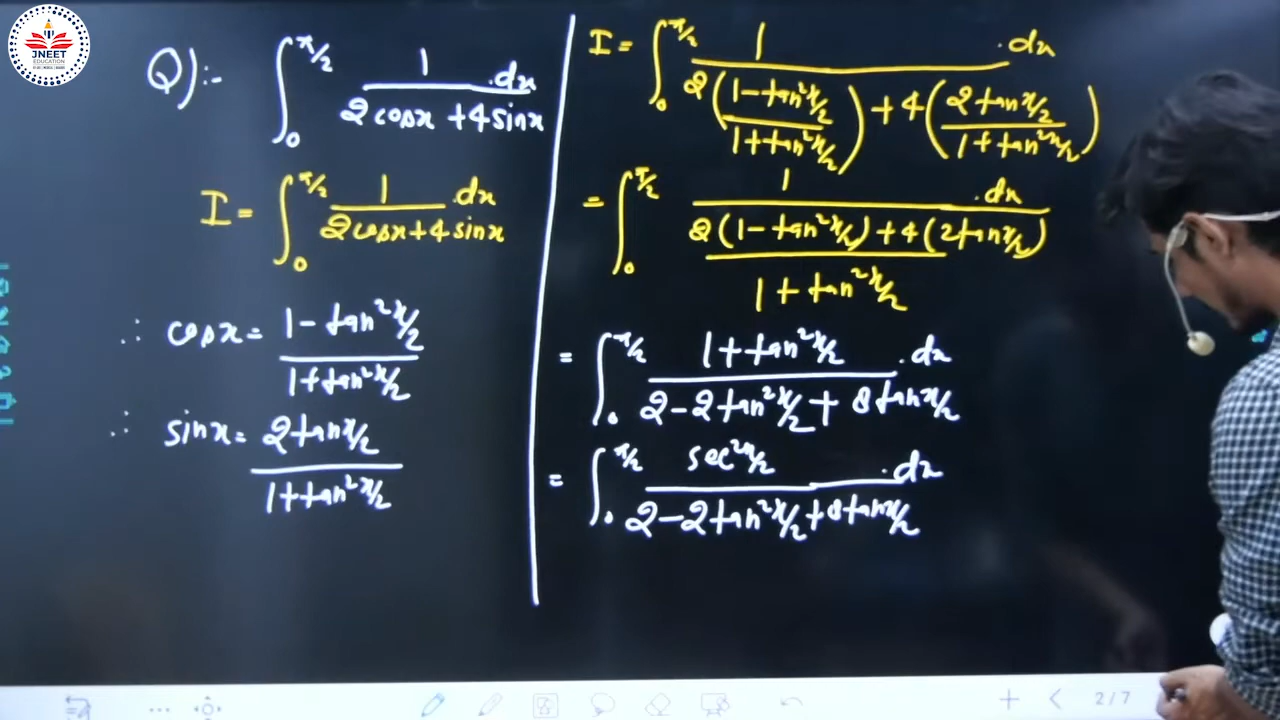 JNEET
EDUCATION
Q):- ∫₀^π/2 1/(2cosx + 4sinx) .dx
I = ∫₀^π/2 1/(2cosx + 4sinx) .dx
∴ cosx = (1 - tan²x/2)/(1 + tan²x/2)
∴ sinx = (2tanx/2)/(1 + tan²x/2)
I = ∫₀^π/2 1/(2((1 - tan²x/2)/(1 + tan²x/2)) + 4((2tanx/2)/(1 + tan²x/2))) .dx
= ∫₀^π/2 1/((2(1 - tan²x/2) + 4(2tanx/2))/(1 + tan²x/2)) .dx
= ∫₀^π/2 (1 + tan²x/2)/(2 - 2tan²x/2 + 8tanx/2) .dx
= ∫₀^π/2 (sec²x/2)/(2 - 2tan²x/2 + 8tanx/2) .dx
2/7